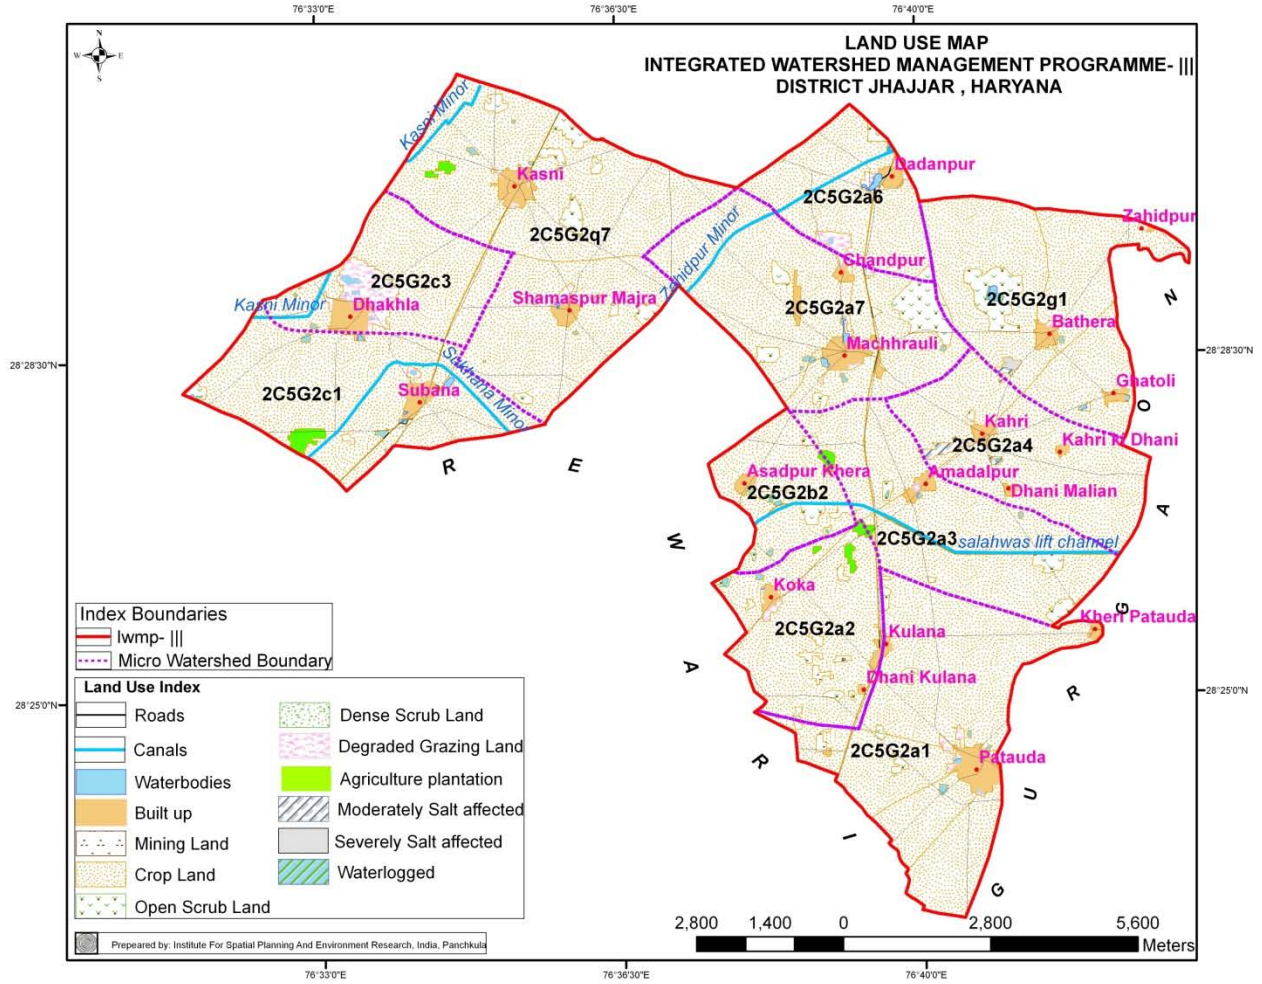 76°33'0"E
76°36'30"E
76°40'0"E
N
W
E
S
LAND USE MAP
INTEGRATED WATERSHED MANAGEMENT PROGRAMME- |||
DISTRICT JHAJJAR , HARYANA
Kasni Minor
Kasni
Dadanpur
2C5G2a6
Zahidpur
2C5G2q7
Zahidpur Minor
Chandpur
2C5G2c3
Kasni Minor
Dhakhla
Shamaspur Majra
2C5G2a7
2C5G2g1
Bathera
N
Machhrauli
28°28'30"N
28°28'30"N
Sukhana Minor
2C5G2c1
Subana
Ghatoli
O
Kahri
2C5G2a4
Kahri ki Dhani
R
E
Asadpur Khera
2C5G2b2
Amadalpur
Dhani Malian
A
W
2C5G2a3
salahwas lift channel
Koka
G
Kheri Patauda
2C5G2a2
Kulana
A
Dhani Kulana
R
28°25'0"N
28°25'0"N
R
2C5G2a1
Patauda
U
I
G
Index Boundaries
Iwmp- |||
Micro Watershed Boundary
Land Use Index
Roads
Canals
Waterbodies
Built up
Mining Land
Crop Land
Open Scrub Land
Dense Scrub Land
Degraded Grazing Land
Agriculture plantation
Moderately Salt affected
Severely Salt affected
Waterlogged
Prepeared by: Institute For Spatial Planning And Environment Research, India, Panchkula
2,800 1,400 0 2,800 5,600
Meters
76°33'0"E
76°36'30"E
76°40'0"E